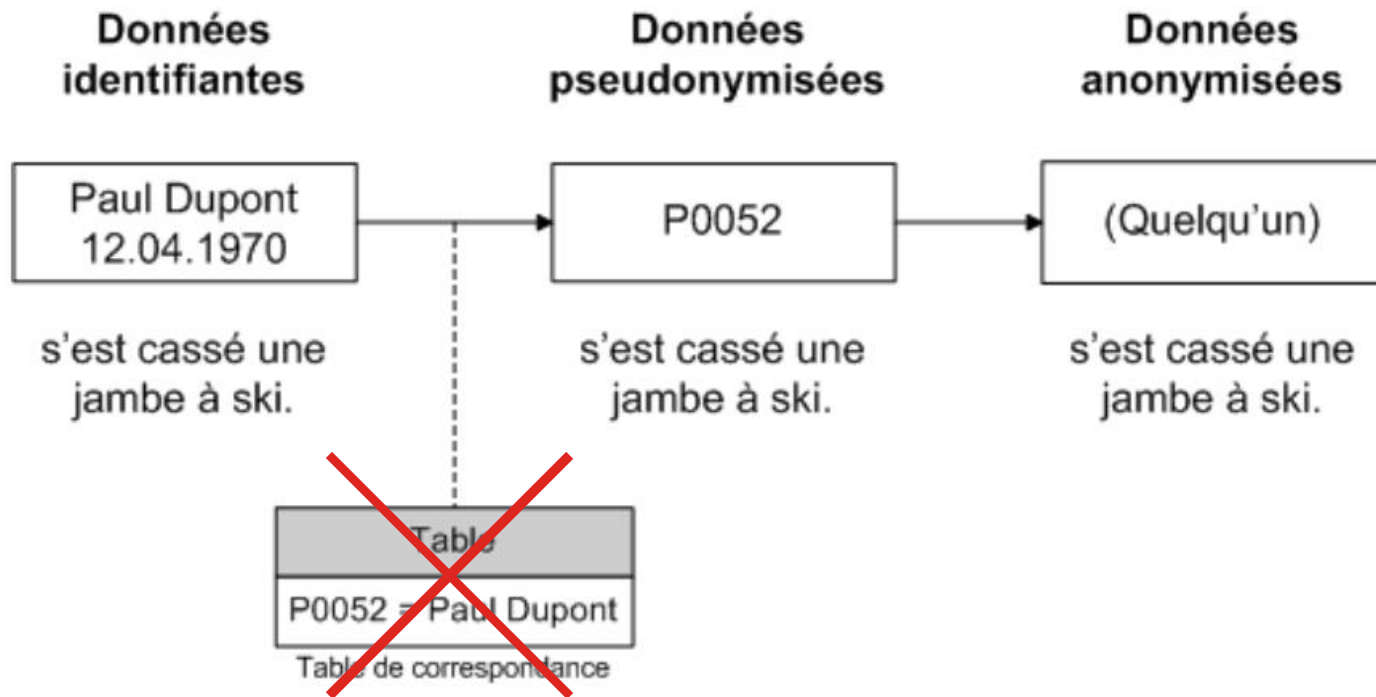 Données
identifiantes
Données
pseudonymisées
Données
anonymisées
Paul Dupont
12.04.1970
P0052
(Quelqu'un)
s'est cassé une
jambe à ski.
s'est cassé une
jambe à ski.
s'est cassé une
jambe à ski.
Table
P0052 = Paul Dupont
Table de correspondance